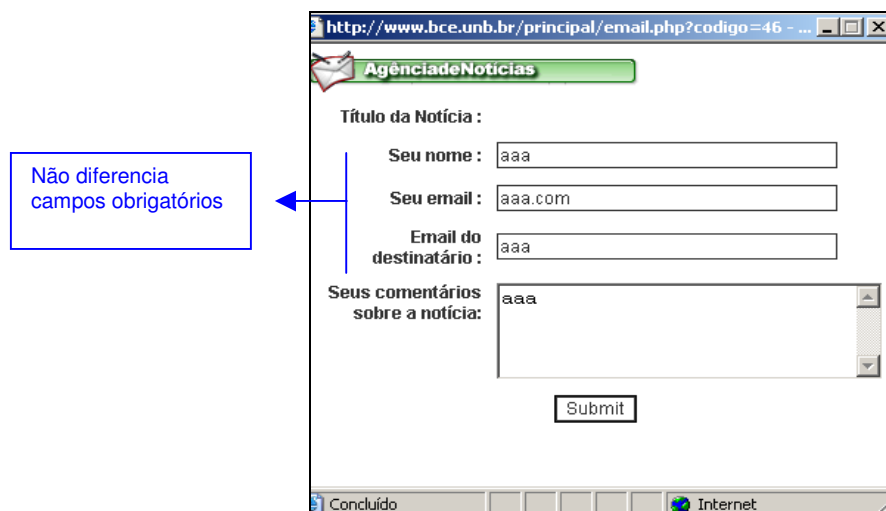 http://www.bce.unb.br/principal/email.php?codigo=46 - ...
AgênciadeNotícias
Título da Notícia :
Não diferencia
campos obrigatórios
Seu nome : aaa
Seu email : aaa.com
Email do
destinatário : aaa
Seus comentários
sobre a notícia:
aaa
Submit
Concluído Internet